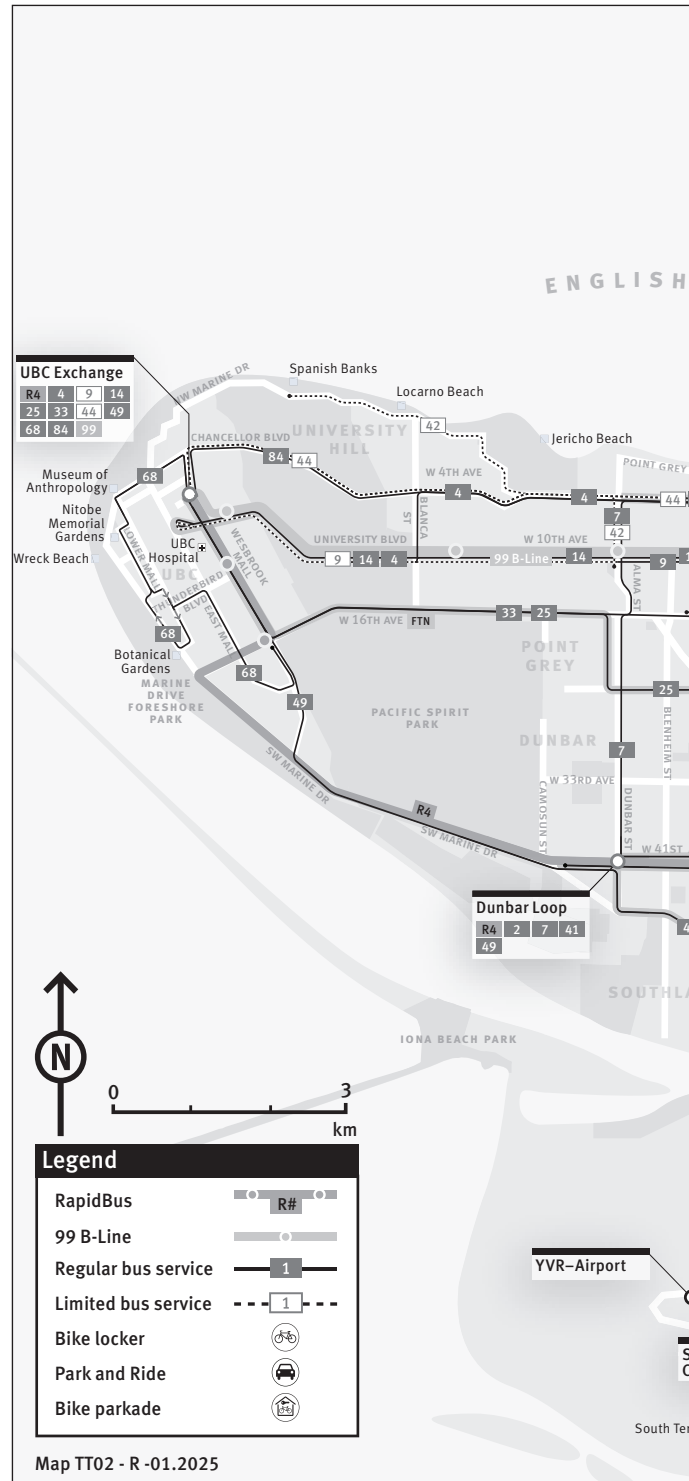 ENGLISH
UBC Exchange
R4 4 9 14
25 33 44 49
68 84 99
NW MARINE DR
Spanish Banks
Locarno Beach
42
Jericho Beach
UNIVERSITY
HILL
CHANCELLOR BLVD
84
44
W 4TH AVE
4
4
44
POINT GREY
68
Museum of
Anthropology
Nitobe
Memorial
Gardens
Wreck Beach
UBC
Hospital
UBC
LOWER MALL
THUNDERBIRD
BLVD
WESBROOK
MALL
EAST MALL
BLANCA
ST
UNIVERSITY BLVD
W 10TH AVE
7
42
9 14 4
99 B-Line
14
9
ALMA ST
W 16TH AVE
FTN
33
25
68
Botanical
Gardens
68
49
MARINE
DRIVE
FORESHORE
PARK
PACIFIC SPIRIT
PARK
POINT
GREY
25
BLENHEIM ST
DUNBAR
7
W 33RD AVE
CAMOSUN ST
DUNBAR ST
SW MARINE DR
R4
SW MARINE DR
W 41ST
Dunbar Loop
R4 2 7 41
49
4
SOUTHLA
IONA BEACH PARK
N
0 3
km
Legend
RapidBus R#
99 B-Line
Regular bus service 1
Limited bus service 1
Bike locker
Park and Ride
Bike parkade
YVR–Airport
S
C
South Ter
Map TT02 - R -01.2025